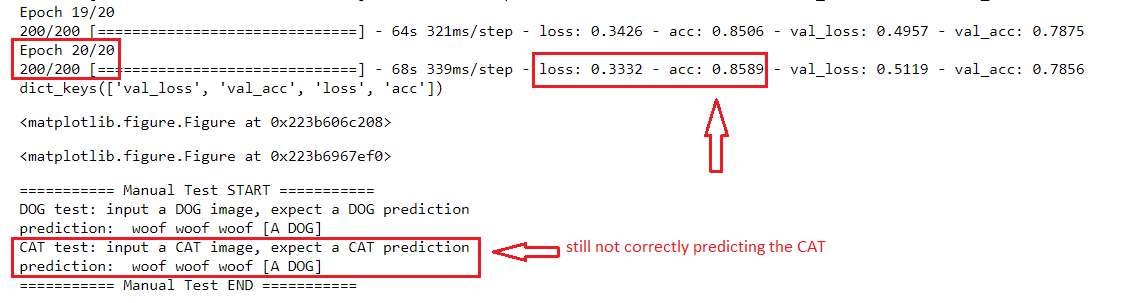 Epoch 19/20
200/200 [==============================] - 64s 321ms/step - loss: 0.3426 - acc: 0.8506 - val_loss: 0.4957 - val_acc: 0.7875
Epoch 20/20
200/200 [==============================] - 68s 339ms/step - loss: 0.3332 - acc: 0.8589 - val_loss: 0.5119 - val_acc: 0.7856
dict_keys(['val_loss', 'val_acc', 'loss', 'acc'])
<matplotlib.figure.Figure at 0x223b606c208>
<matplotlib.figure.Figure at 0x223b6967ef0>
=========== Manual Test START ===========
DOG test: input a DOG image, expect a DOG prediction
prediction:  woof woof woof [A DOG]
CAT test: input a CAT image, expect a CAT prediction
still not correctly predicting the CAT
prediction:  woof woof woof [A DOG]
=========== Manual Test END ===========